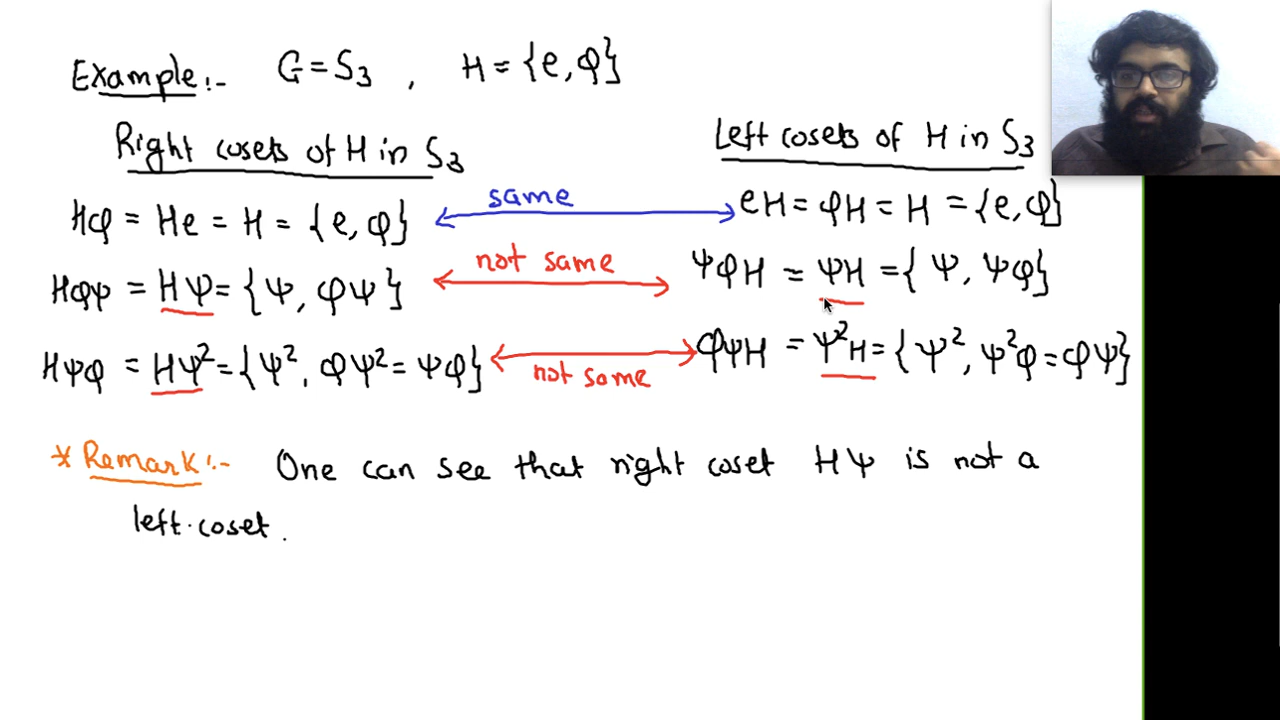 Example:- G = S₃ , H = {e, φ}
Right cosets of H in S₃
Left cosets of H in S₃
Hφ = He = H = {e, φ}
same
eH = φH = H = {e, φ}
Hφψ = Hψ = {ψ, φψ}
not same
ψφH = ψH = {ψ, ψφ}
Hψφ = Hψ² = {ψ², φψ² = ψφ}
not same
φψH = ψ²H = {ψ², ψ²φ = φψ}
* Remark:- One can see that right coset Hψ is not a
left coset.